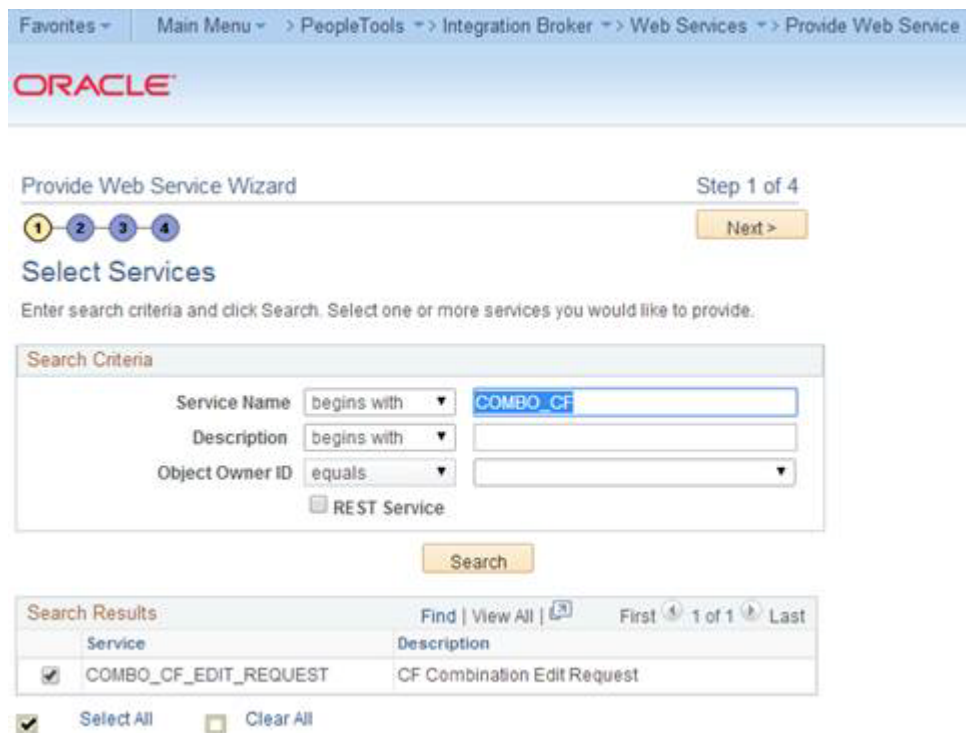 Favorites Main Menu > PeopleTools > Integration Broker > Web Services > Provide Web Service
ORACLE
Provide Web Service Wizard Step 1 of 4
1 2 3 4 Next >
Select Services
Enter search criteria and click Search. Select one or more services you would like to provide.
Search Criteria
Service Name begins with COMBO_CF
Description begins with
Object Owner ID equals
REST Service
Search
Search Results Find | View All | First 1 of 1 Last
Service Description
COMBO_CF_EDIT_REQUEST CF Combination Edit Request
Select All Clear All